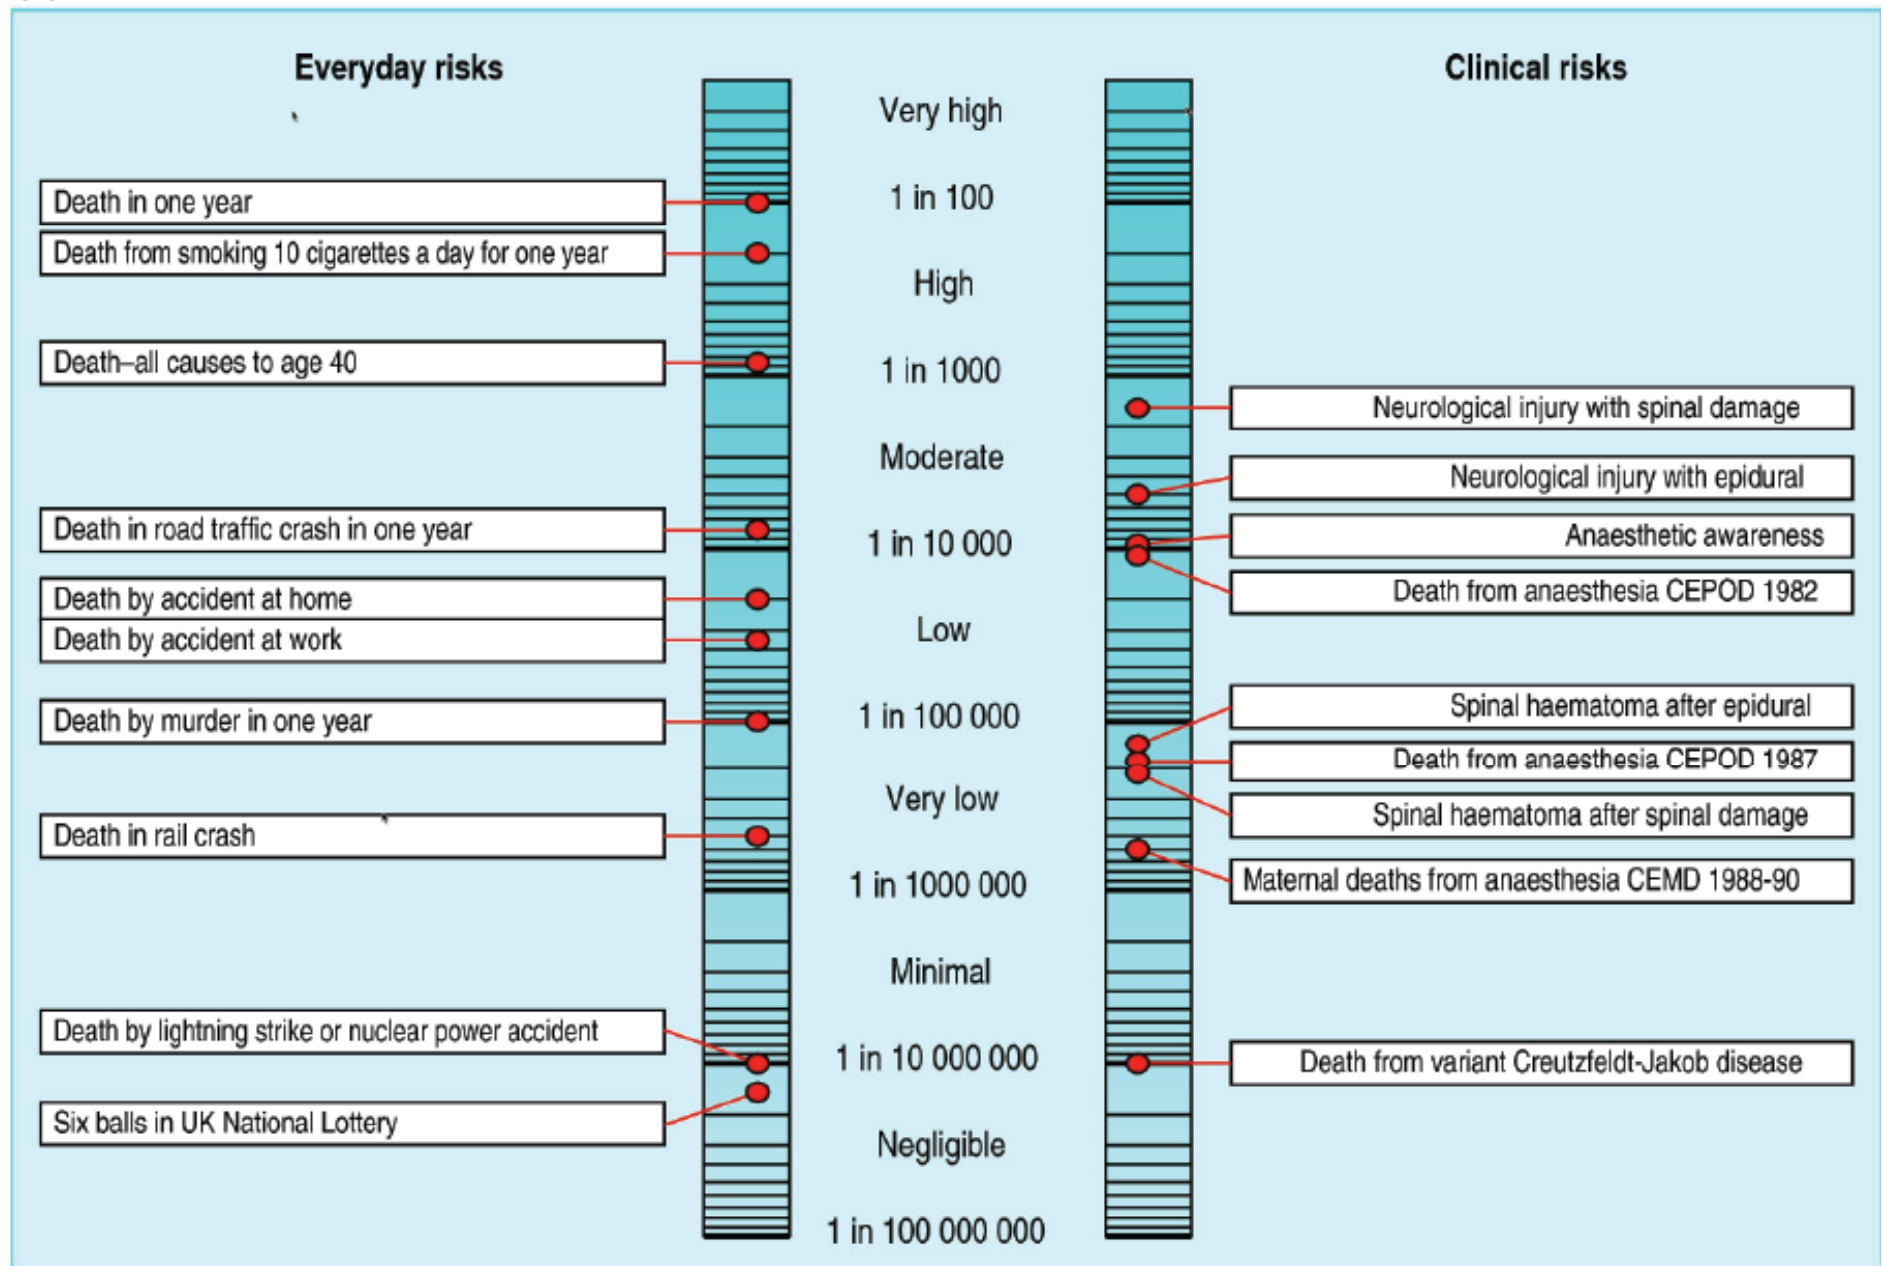 Everyday risks
Clinical risks
Very high
1 in 100
High
1 in 1000
Moderate
1 in 10 000
Low
1 in 100 000
Very low
1 in 1000 000
Minimal
1 in 10 000 000
Negligible
1 in 100 000 000
Death in one year
Death from smoking 10 cigarettes a day for one year
Death–all causes to age 40
Death in road traffic crash in one year
Death by accident at home
Death by accident at work
Death by murder in one year
Death in rail crash
Death by lightning strike or nuclear power accident
Six balls in UK National Lottery
Neurological injury with spinal damage
Neurological injury with epidural
Anaesthetic awareness
Death from anaesthesia CEPOD 1982
Spinal haematoma after epidural
Death from anaesthesia CEPOD 1987
Spinal haematoma after spinal damage
Maternal deaths from anaesthesia CEMD 1988-90
Death from variant Creutzfeldt-Jakob disease